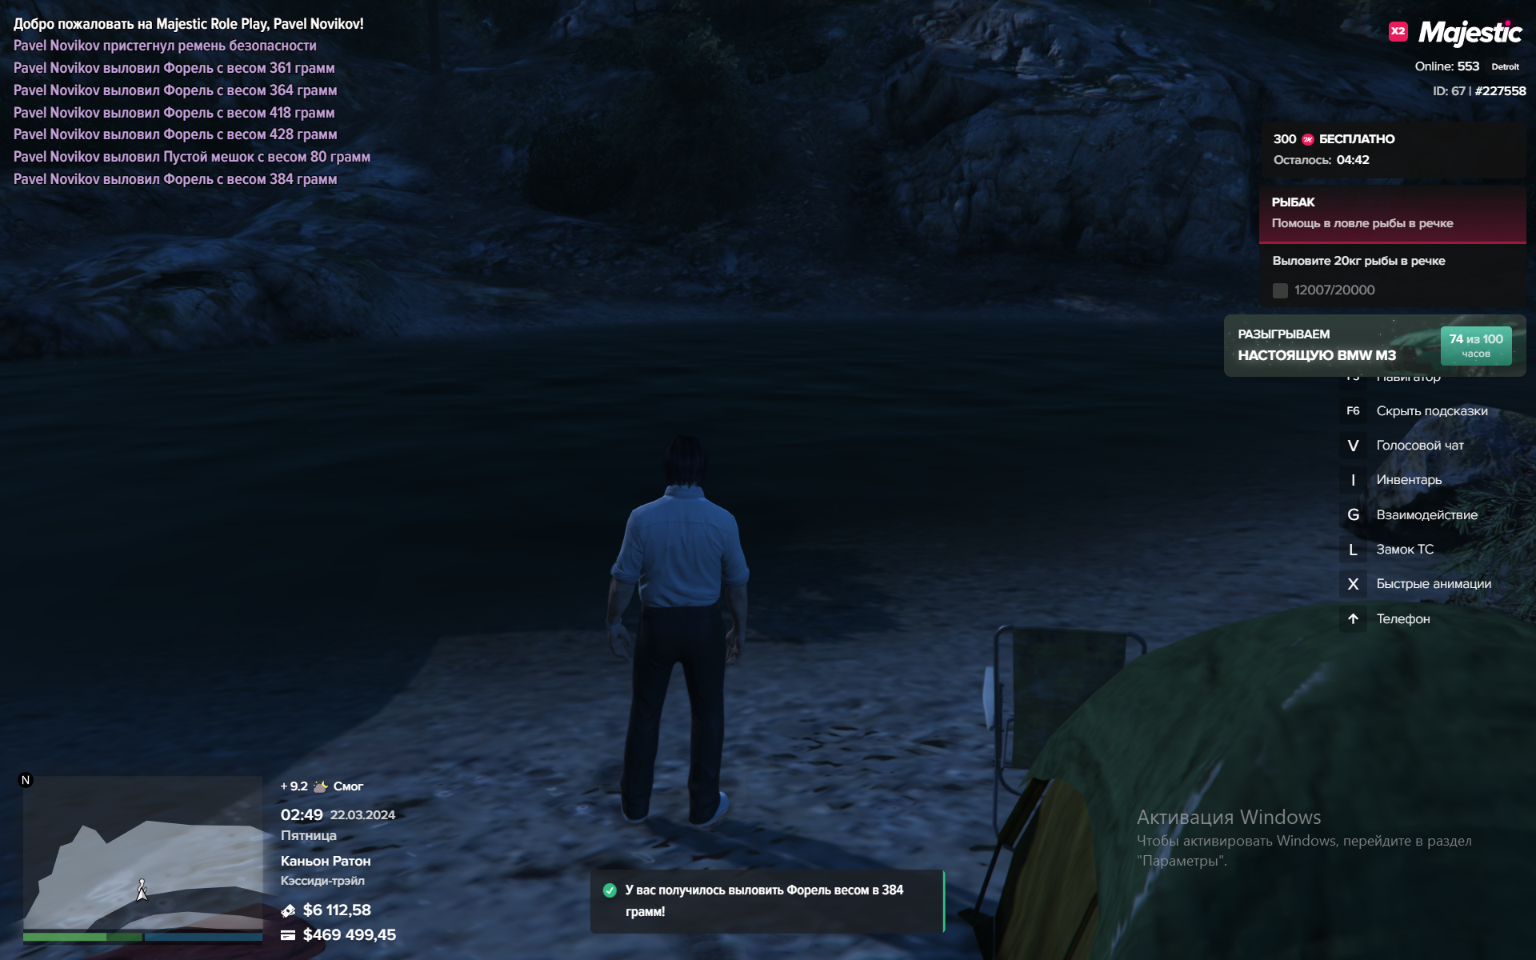 Добро пожаловать на Majestic Role Play, Pavel Novikov!
Pavel Novikov пристегнул ремень безопасности
Pavel Novikov выловил Форель с весом 361 грамм
Pavel Novikov выловил Форель с весом 364 грамм
Pavel Novikov выловил Форель с весом 418 грамм
Pavel Novikov выловил Форель с весом 428 грамм
Pavel Novikov выловил Пустой мешок с весом 80 грамм
Pavel Novikov выловил Форель с весом 384 грамм
X2 Majestic
Online: 553 Detroit
ID: 67 | #227558
300 БЕСПЛАТНО
Осталось: 04:42
РЫБАК
Помощь в ловле рыбы в речке
Выловите 20кг рыбы в речке
12007/20000
РАЗЫГРЫВАЕМ
НАСТОЯЩУЮ BMW M3
74 из 100
часов
Навигатор
F6 Скрыть подсказки
V Голосовой чат
I Инвентарь
G Взаимодействие
L Замок ТС
X Быстрые анимации
↑ Телефон
N
+ 9.2 Смог
02:49 22.03.2024
Пятница
Каньон Ратон
Кэссиди-трэйл
$6 112,58
$469 499,45
У вас получилось выловить Форель весом в 384
грамм!
Активация Windows
Чтобы активировать Windows, перейдите в раздел
"Параметры".